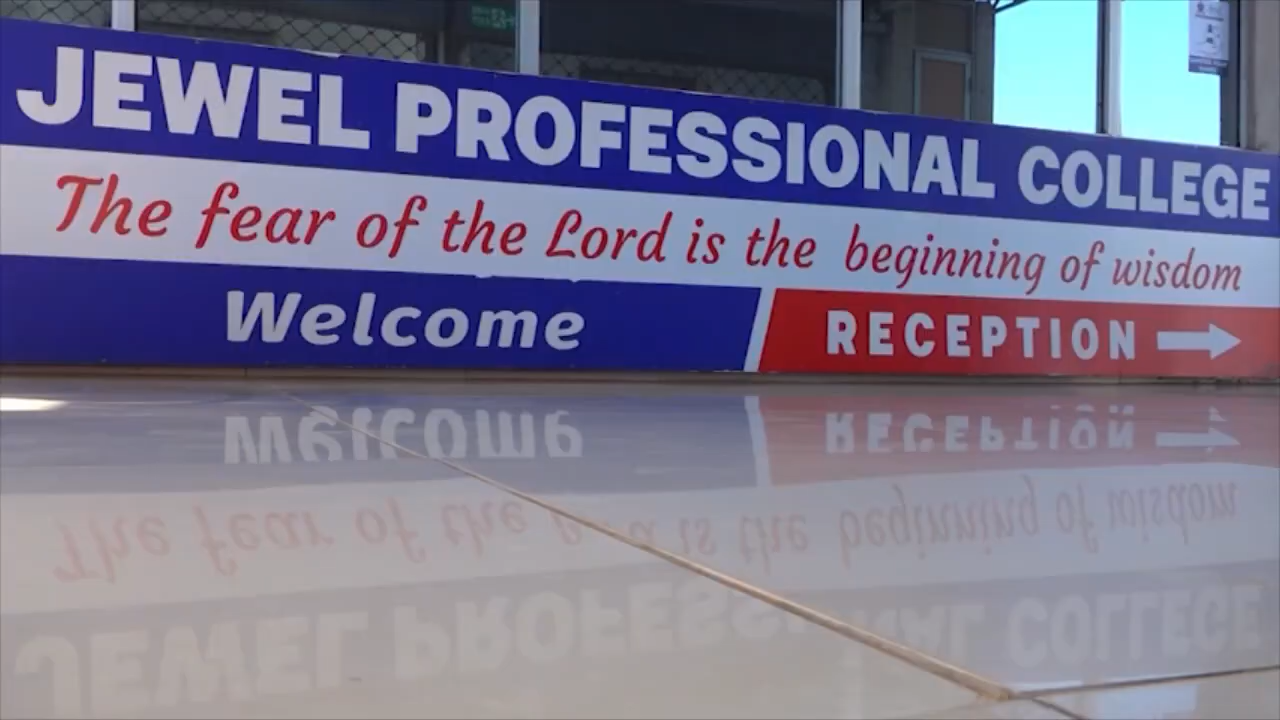 JEWEL PROFESSIONAL COLLEGE
The fear of the Lord is the beginning of wisdom
Welcome
RECEPTION